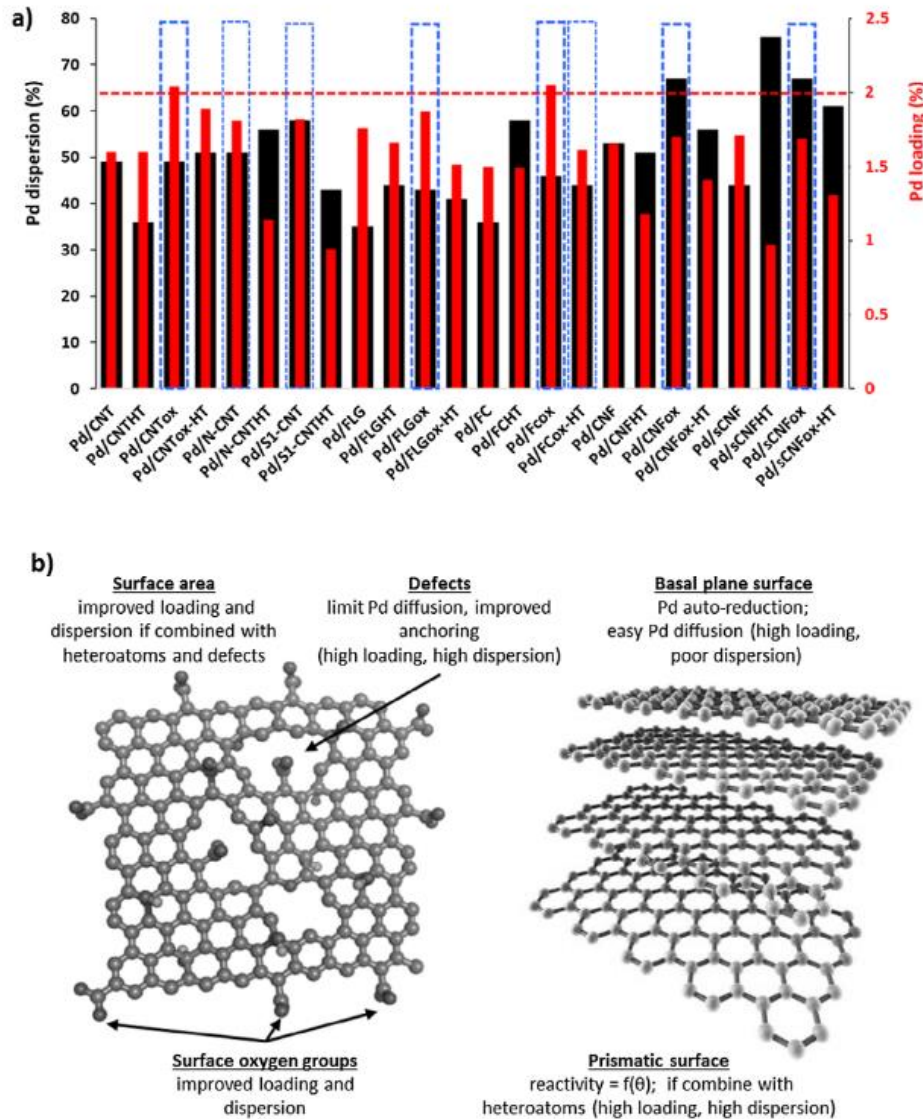 a)
80
70
60
50
40
30
20
10
0
Pd dispersion (%)
2.5
2
1.5
1
0.5
0
Pd loading (%)
Pd/CNT
Pd/CNTHT
Pd/CNTox
Pd/CNTox-HT
Pd/N-CNT
Pd/N-CNTHT
Pd/S1-CNT
Pd/S1-CNTHT
Pd/FLG
Pd/FLGHT
Pd/FLGox
Pd/FLGox-HT
Pd/FC
Pd/FCHT
Pd/Fcox
Pd/FCox-HT
Pd/CNF
Pd/CNFHT
Pd/CNFox
Pd/CNFox-HT
Pd/sCNF
Pd/sCNFHT
Pd/sCNFox
Pd/sCNFox-HT
b)
Surface area
improved loading and
dispersion if combined with
heteroatoms and defects
Defects
limit Pd diffusion, improved
anchoring
(high loading, high dispersion)
Basal plane surface
Pd auto-reduction;
easy Pd diffusion (high loading,
poor dispersion)
Surface oxygen groups
improved loading and
dispersion
Prismatic surface
reactivity = f(θ); if combine with
heteroatoms (high loading, high dispersion)